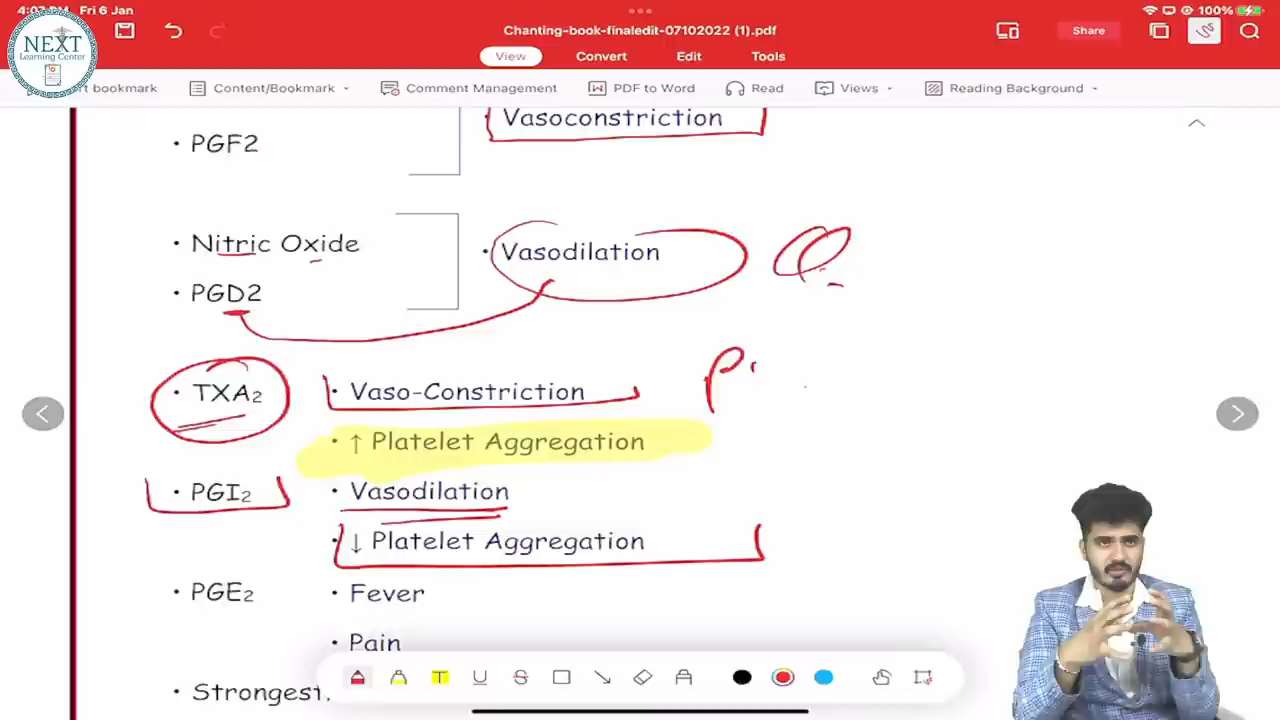 4:03 PM Fri 6 Jan
100%
NEXT
Learning Center
Chanting-book-finaledit-07102022 (1).pdf
Share
View
Convert
Edit
Tools
bookmark
Content/Bookmark
Comment Management
PDF to Word
Read
Views
Reading Background
Vasoconstriction
• PGF2
• Nitric Oxide
• Vasodilation
• PGD2
• TXA₂
• Vaso-Constriction
• ↑ Platelet Aggregation
• PGI₂
• Vasodilation
• ↓ Platelet Aggregation
• PGE₂
• Fever
• Pain
• Strongest